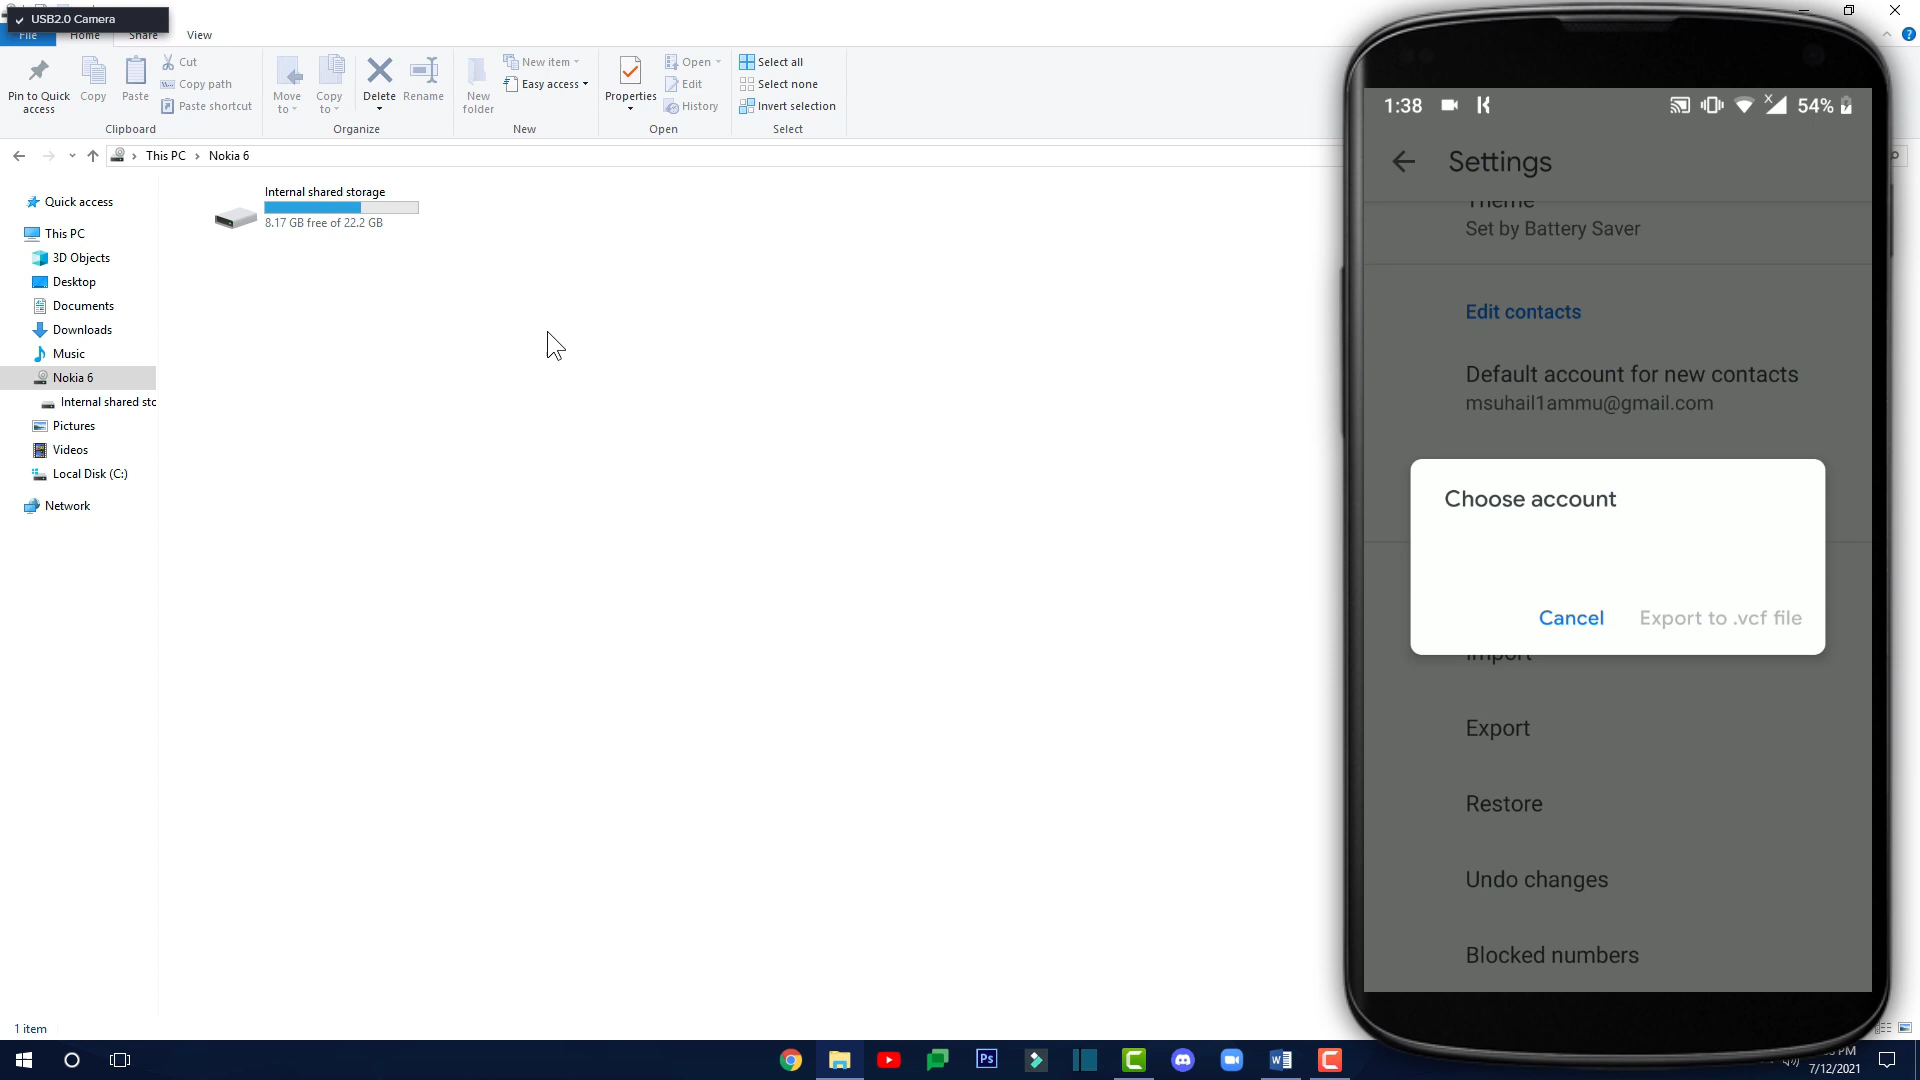 USB2.0 Camera
File
Home
Share
View
Pin to Quick access
Copy
Paste
Cut
Copy path
Paste shortcut
Clipboard
Move to
Copy to
Delete
Rename
Organize
New folder
New item
Easy access
New
Properties
Open
Edit
History
Open
Select all
Select none
Invert selection
Select
This PC
Nokia 6
Quick access
This PC
3D Objects
Desktop
Documents
Downloads
Music
Nokia 6
Internal shared sto
Pictures
Videos
Local Disk (C:)
Network
Internal shared storage
8.17 GB free of 22.2 GB
1 item
1:38
54%
Settings
Theme
Set by Battery Saver
Edit contacts
Default account for new contacts
msuhail1ammu@gmail.com
Choose account
Cancel
Export to .vcf file
Import
Export
Restore
Undo changes
Blocked numbers
Ps
PM
7/12/2021